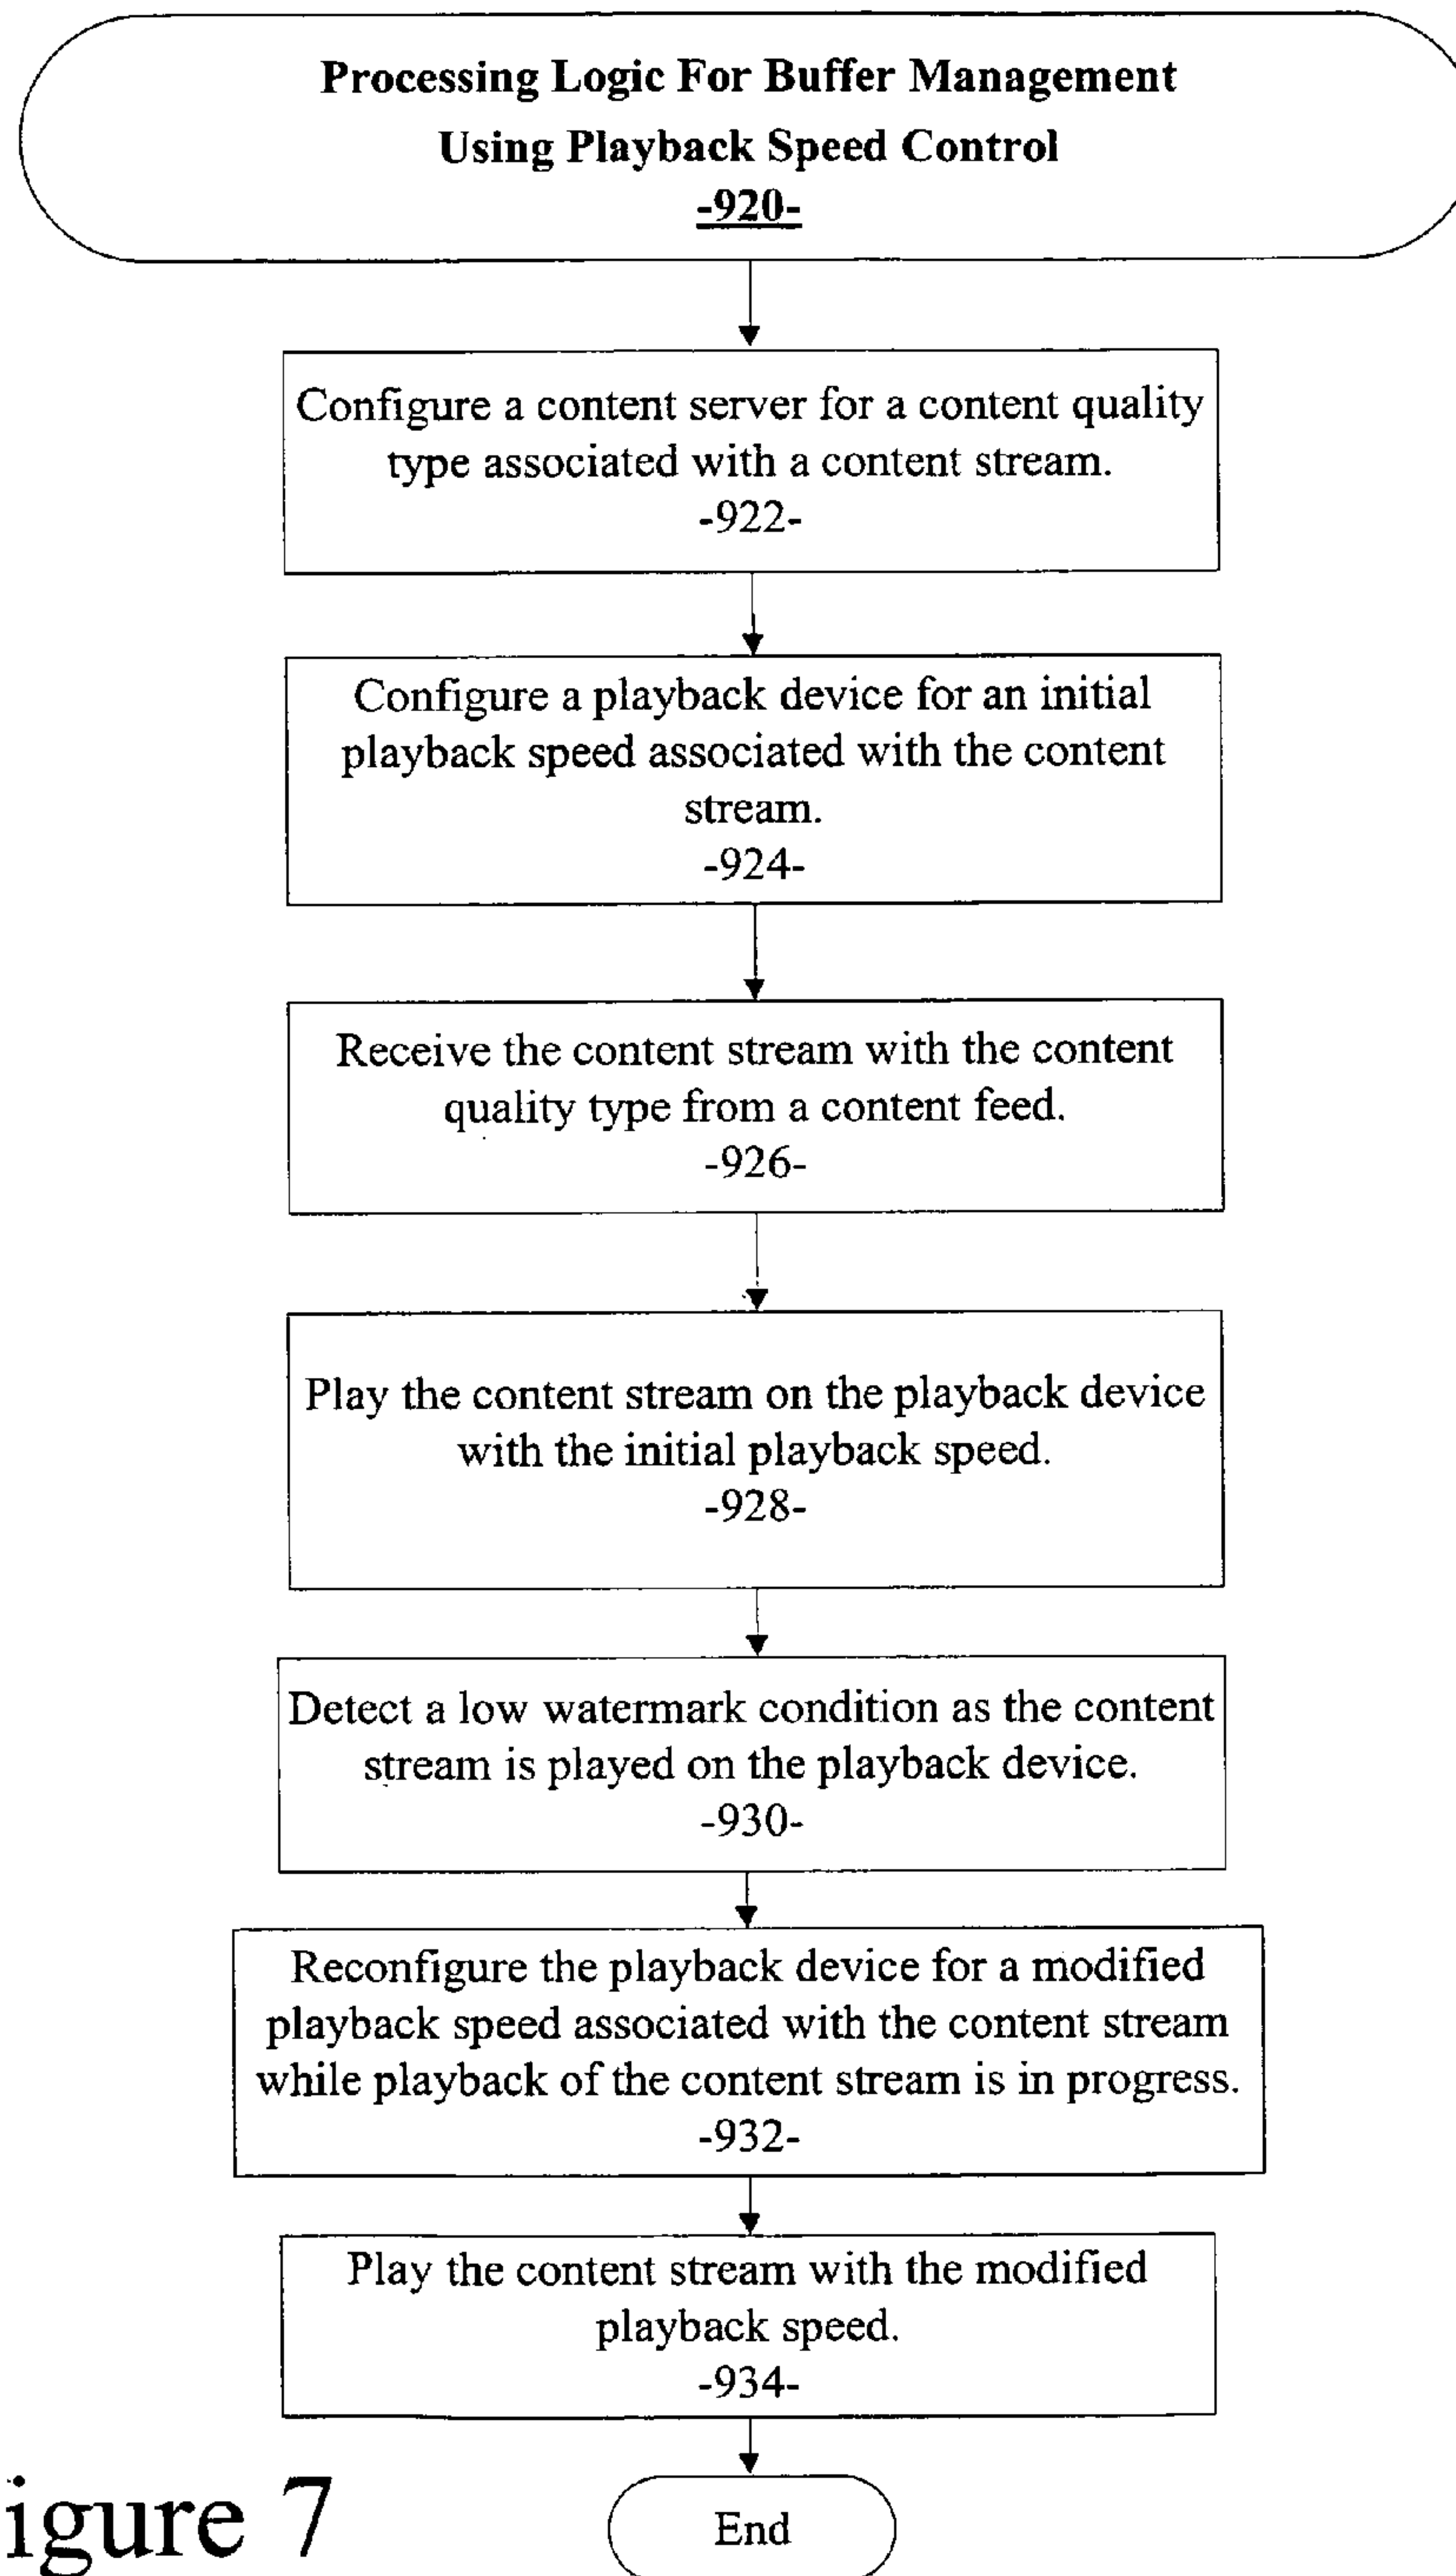 Processing Logic For Buffer Management
Using Playback Speed Control
-920-
Configure a content server for a content quality
type associated with a content stream.
-922-
Configure a playback device for an initial
playback speed associated with the content
stream.
-924-
Receive the content stream with the content
quality type from a content feed.
-926-
Play the content stream on the playback device
with the initial playback speed.
-928-
Detect a low watermark condition as the content
stream is played on the playback device.
-930-
Reconfigure the playback device for a modified
playback speed associated with the content stream
while playback of the content stream is in progress.
-932-
Play the content stream with the modified
playback speed.
-934-
End
igure 7